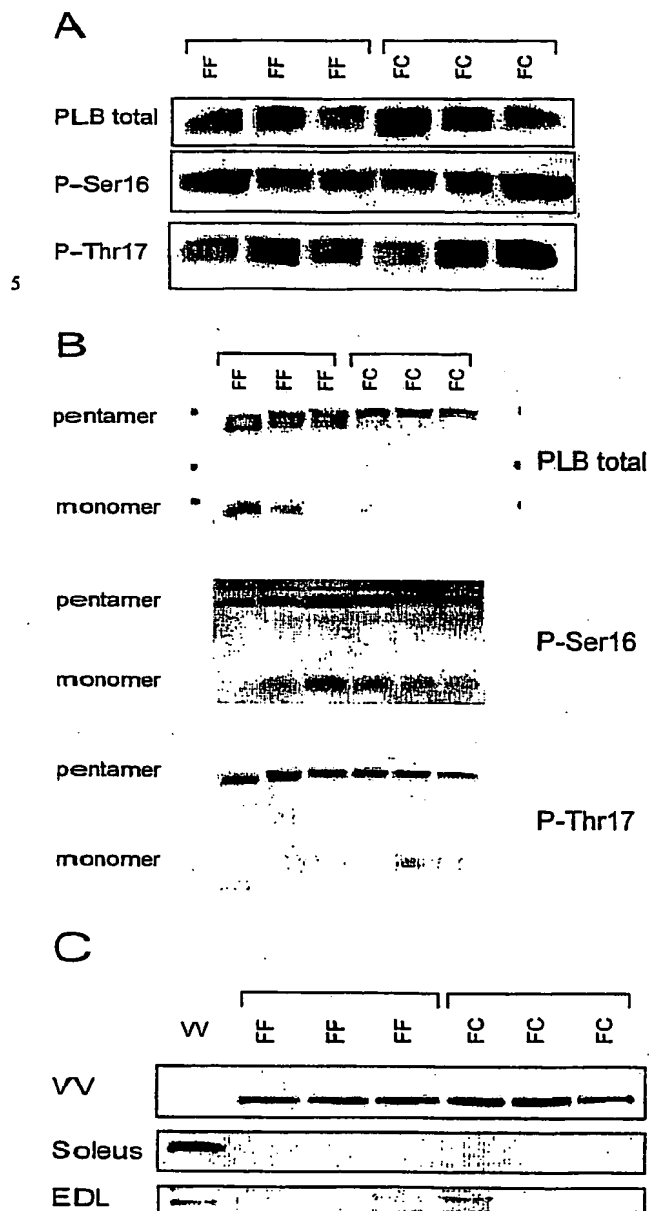 A
FF FF FF FC FC FC
PLB total
P-Ser16
P-Thr17
5
B
FF FF FF FC FC FC
pentamer
PLB total
monomer
pentamer
P-Ser16
monomer
pentamer
P-Thr17
monomer
C
VV FF FF FF FC FC FC
VV
Soleus
EDL